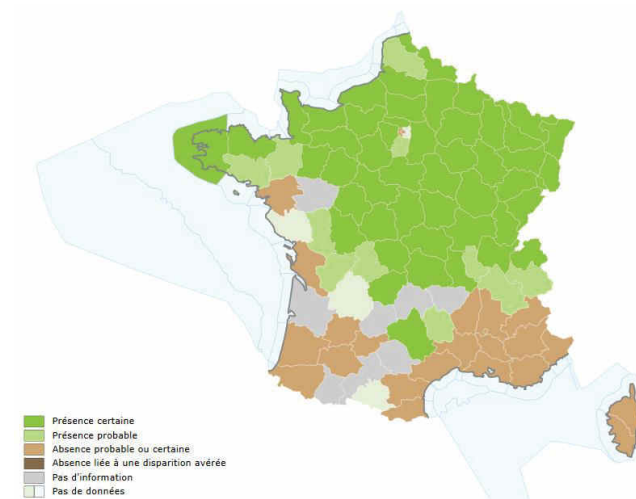 Présence certaine
Présence probable
Absence probable ou certaine
Absence liée à une disparition avérée
Pas d'information
Pas de données